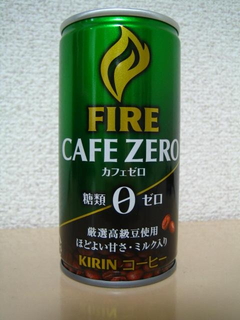 FIRE
CAFE ZERO
カフェゼロ
糖類 0 ゼロ
厳選高級豆使用
ほどよい甘さ・ミルク入り
KIRIN コーヒー